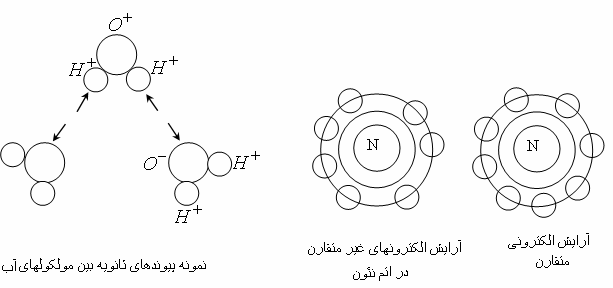 O⁺
H⁺ H⁺
O⁻ H⁺
H⁺
N
N
آرایش الکترونی
متقارن
آرایش الکترونهای غیر متقارن
در اتم نئون
نمونه پیوندهای ثانویه بین مولکولهای آب